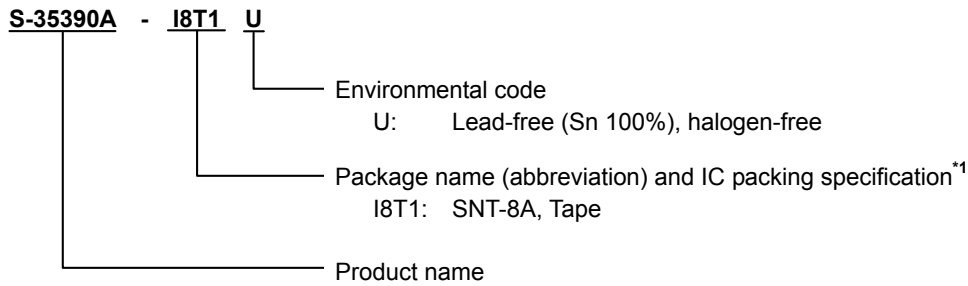 S-35390A - I8T1 U
Environmental code
U: Lead-free (Sn 100%), halogen-free
Package name (abbreviation) and IC packing specification*1
I8T1: SNT-8A, Tape
Product name